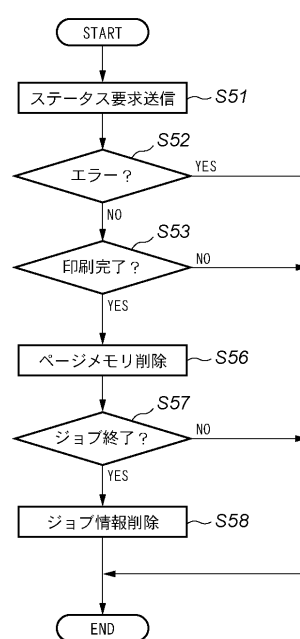 START
ステータス要求送信 S51
S52
エラー？ YES
NO
S53
印刷完了？ NO
YES
ページメモリ削除 S56
S57
ジョブ終了？ NO
YES
ジョブ情報削除 S58
END